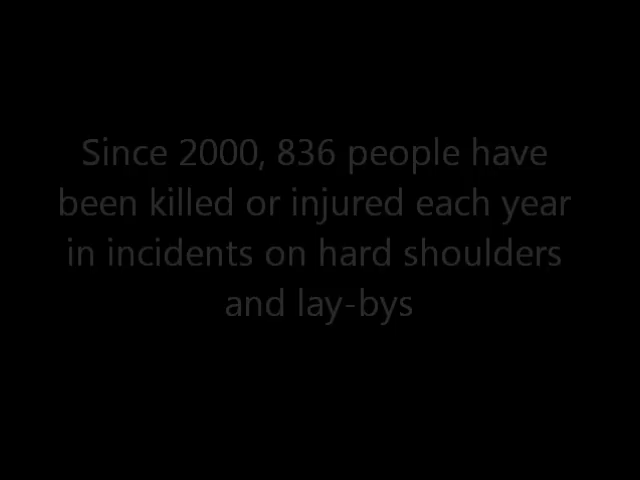 Since 2000, 836 people have
been killed or injured each year
in incidents on hard shoulders
and lay-bys